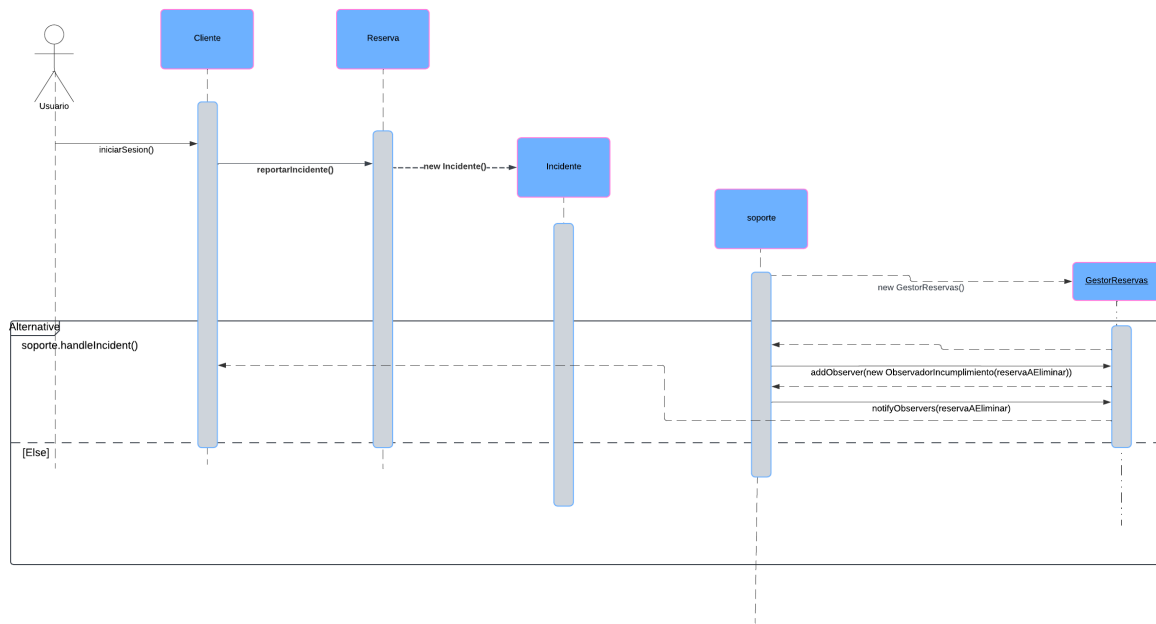 Cliente
Reserva
Usuario
iniciarSesion()
reportarIncidente()
new Incidente()
Incidente
soporte
new GestorReservas()
GestorReservas
Alternative
soporte.handleIncident()
addObserver(new ObservadorIncumplimiento(reservaAEliminar))
notifyObservers(reservaAEliminar)
[Else]